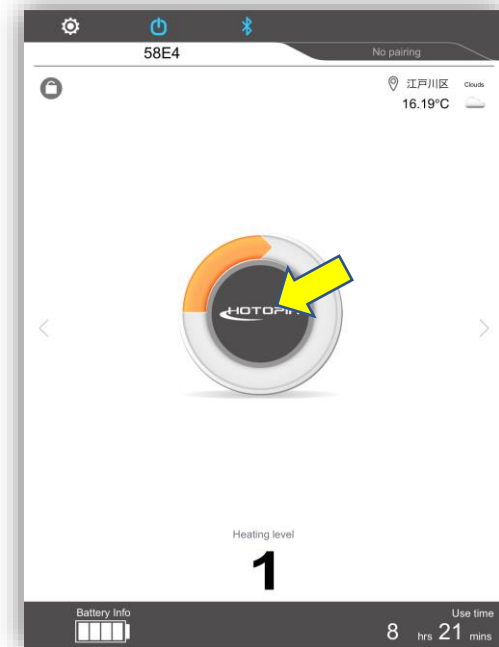 58E4
No pairing
江戸川区 Clouds
16.19°C
Heating level
1
Battery Info
Use time
8 hrs 21 mins